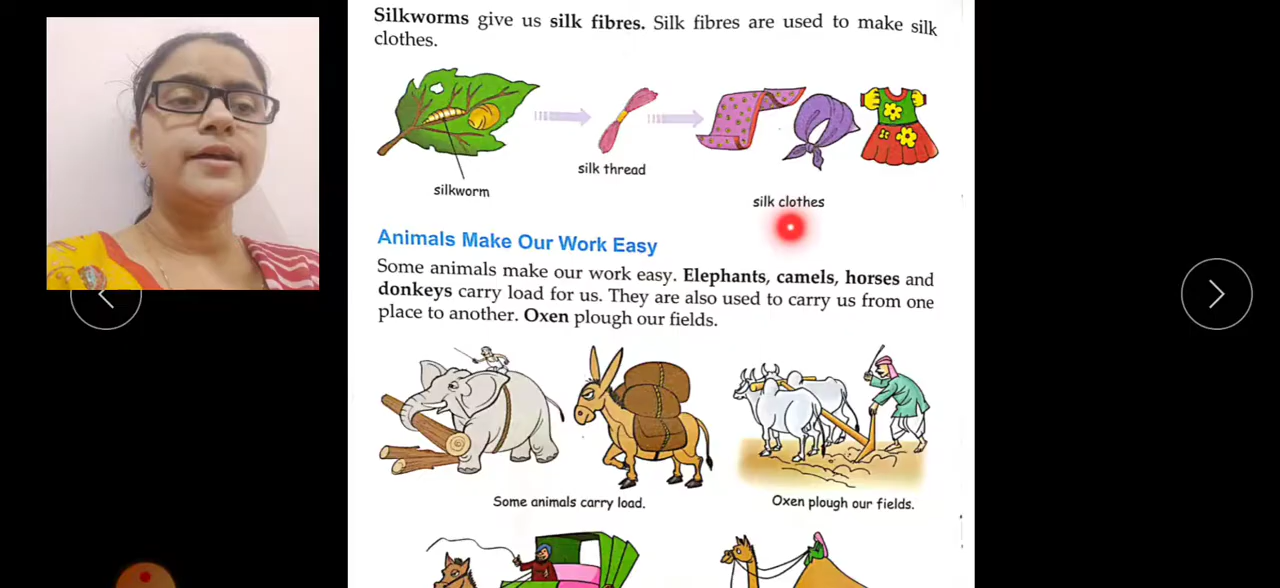 Silkworms give us silk fibres. Silk fibres are used to make silk
clothes.
silk thread
silkworm
silk clothes
Animals Make Our Work Easy
Some animals make our work easy. Elephants, camels, horses and
donkeys carry load for us. They are also used to carry us from one
place to another. Oxen plough our fields.
Some animals carry load.
Oxen plough our fields.